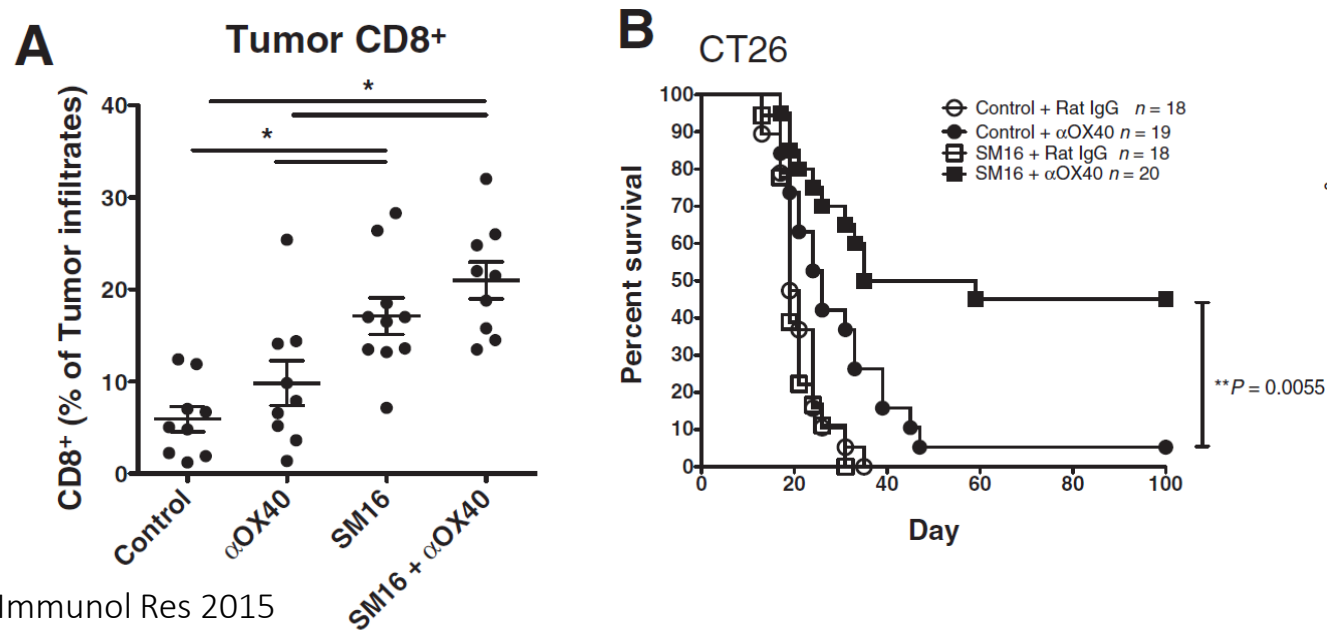 A
Tumor CD8+
CD8+ (% of Tumor infiltrates)
40
30
20
10
0
*
*
Control
αOX40
SM16
SM16 + αOX40
Immunol Res 2015
B
CT26
Percent survival
100
90
80
70
60
50
40
30
20
10
0
0 20 40 60 80 100
Day
Control + Rat IgG n = 18
Control + αOX40 n = 19
SM16 + Rat IgG n = 18
SM16 + αOX40 n = 20
**P = 0.0055